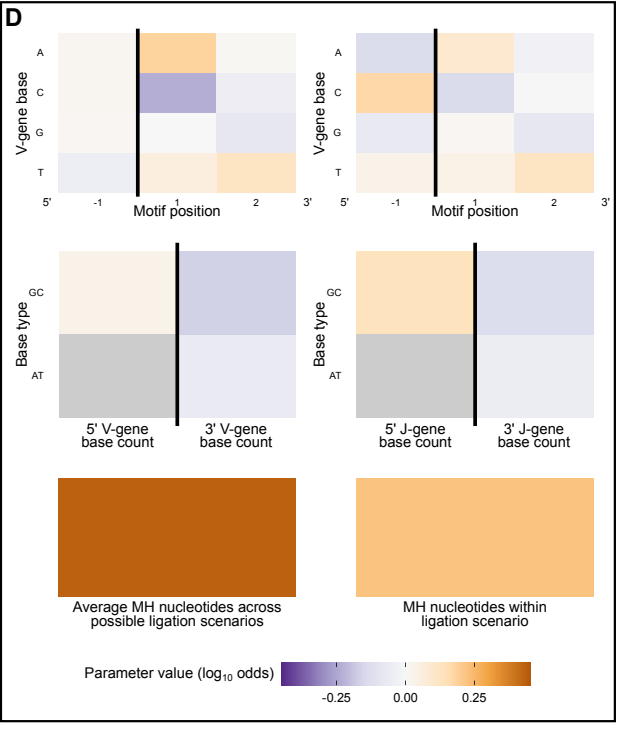 D
V-gene base
A
C
G
T
5' -1 1 2 3'
Motif position
V-gene base
A
C
G
T
5' -1 1 2 3'
Motif position
Base type
GC
AT
5' V-gene
base count
3' V-gene
base count
Base type
GC
AT
5' J-gene
base count
3' J-gene
base count
Average MH nucleotides across
possible ligation scenarios
MH nucleotides within
ligation scenario
Parameter value (log₁₀ odds)
-0.25 0.00 0.25